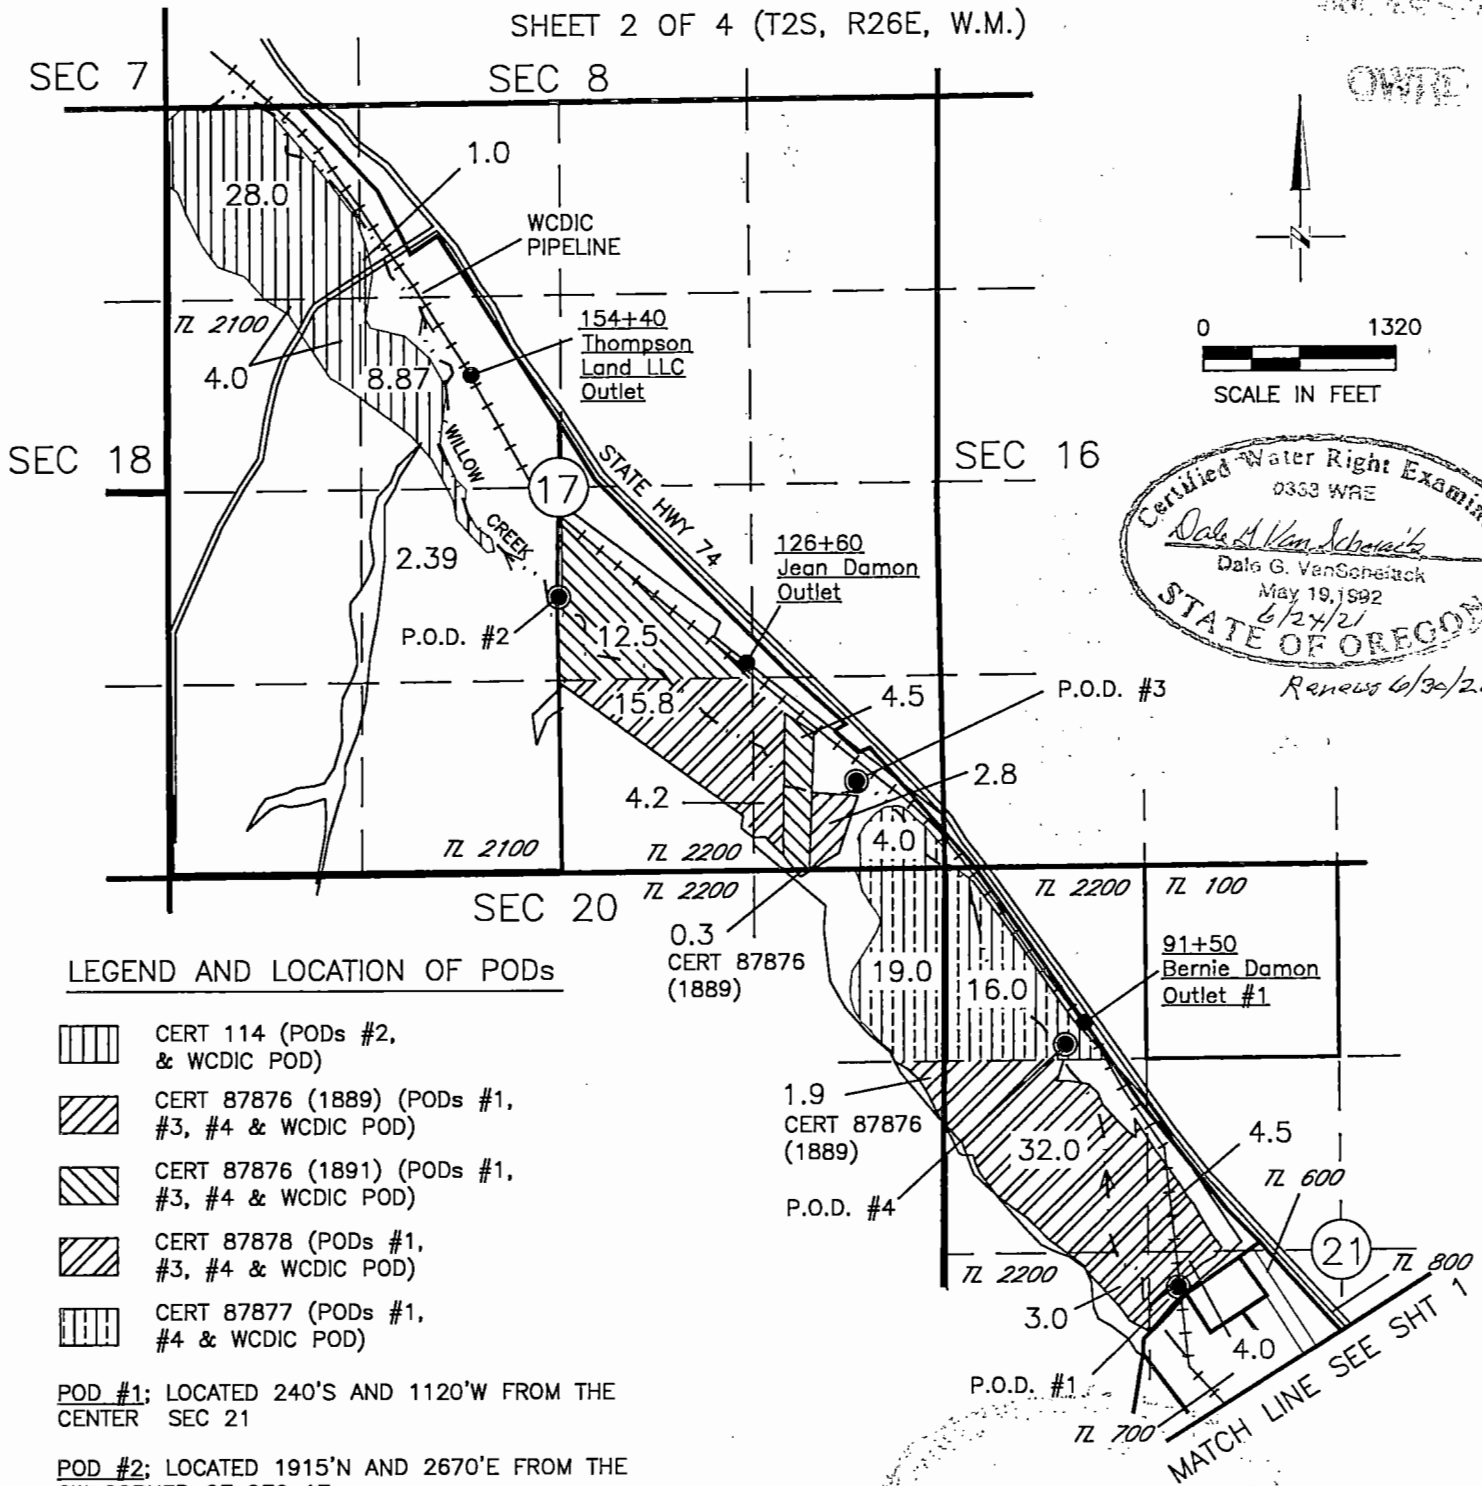 SHEET 2 OF 4 (T2S, R26E, W.M.)
SEC 7
SEC 8
1.0
28.0
WCDIC
PIPELINE
TL 2100
154+40
Thompson
Land LLC
Outlet
0 1320
SCALE IN FEET
4.0
8.87
SEC 18
WILLOW
CREEK
17
STATE HWY 74
SEC 16
Certified Water Right
0353 WRE
May 19, 1992
6/24/21
STATE OF OREGON
2.39
126+60
Jean Damon
Outlet
P.O.D. #2
12.5
15.8
4.5
P.O.D. #3
4.2
2.8
4.0
TL 2100
TL 2200
TL 2200
TL 2200
TL 100
SEC 20
0.3
CERT 87876
(1889)
19.0
16.0
91+50
Bernie Damon
Outlet #1
LEGEND AND LOCATION OF PODs
CERT 114 (PODs #2,
& WCDIC POD)
CERT 87876 (1889) (PODs #1,
#3, #4 & WCDIC POD)
CERT 87876 (1891) (PODs #1,
#3, #4 & WCDIC POD)
CERT 87878 (PODs #1,
#3, #4 & WCDIC POD)
CERT 87877 (PODs #1,
#4 & WCDIC POD)
1.9
CERT 87876
(1889)
32.0
4.5
P.O.D. #4
TL 600
21
TL 2200
TL 800
3.0
4.0
P.O.D. #1
TL 700
MATCH LINE SEE SHT 1
POD #1; LOCATED 240'S AND 1120'W FROM THE
CENTER SEC 21
POD #2; LOCATED 1915'N AND 2670'E FROM THE